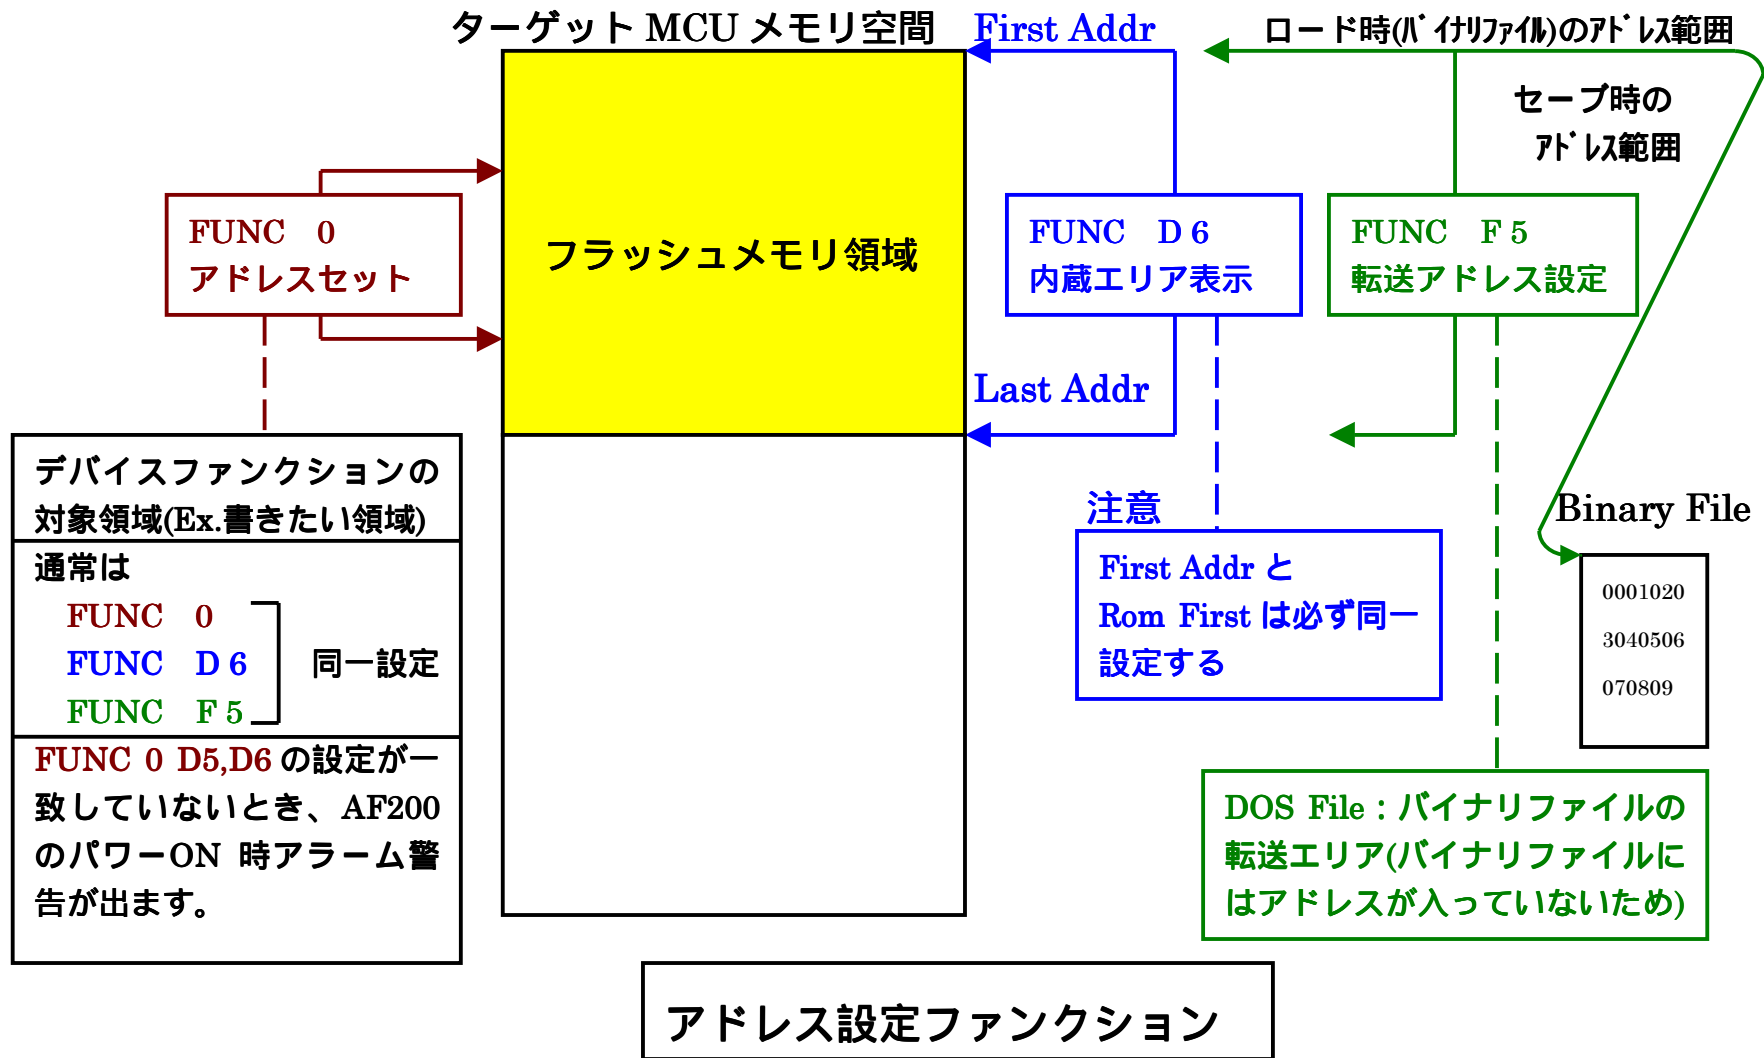 ターゲット MCU メモリ空間
First Addr
ロード時(ﾊﾞｲﾅﾘﾌｧｲﾙ)のｱﾄﾞﾚｽ範囲
セーブ時の
ｱﾄﾞﾚｽ範囲
FUNC 0
アドレスセット
フラッシュメモリ領域
FUNC D 6
内蔵エリア表示
FUNC F 5
転送アドレス設定
Last Addr
デバイスファンクションの
対象領域(Ex.書きたい領域)
通常は
FUNC 0
FUNC D 6
FUNC F 5
同一設定
FUNC 0 D5,D6 の設定が一
致していないとき、AF200
のパワーON 時アラーム警
告が出ます。
注意
First Addr と
Rom First は必ず同一
設定する
Binary File
0001020
3040506
070809
DOS File : バイナリファイルの
転送エリア(バイナリファイルに
はアドレスが入っていないため)
アドレス設定ファンクション